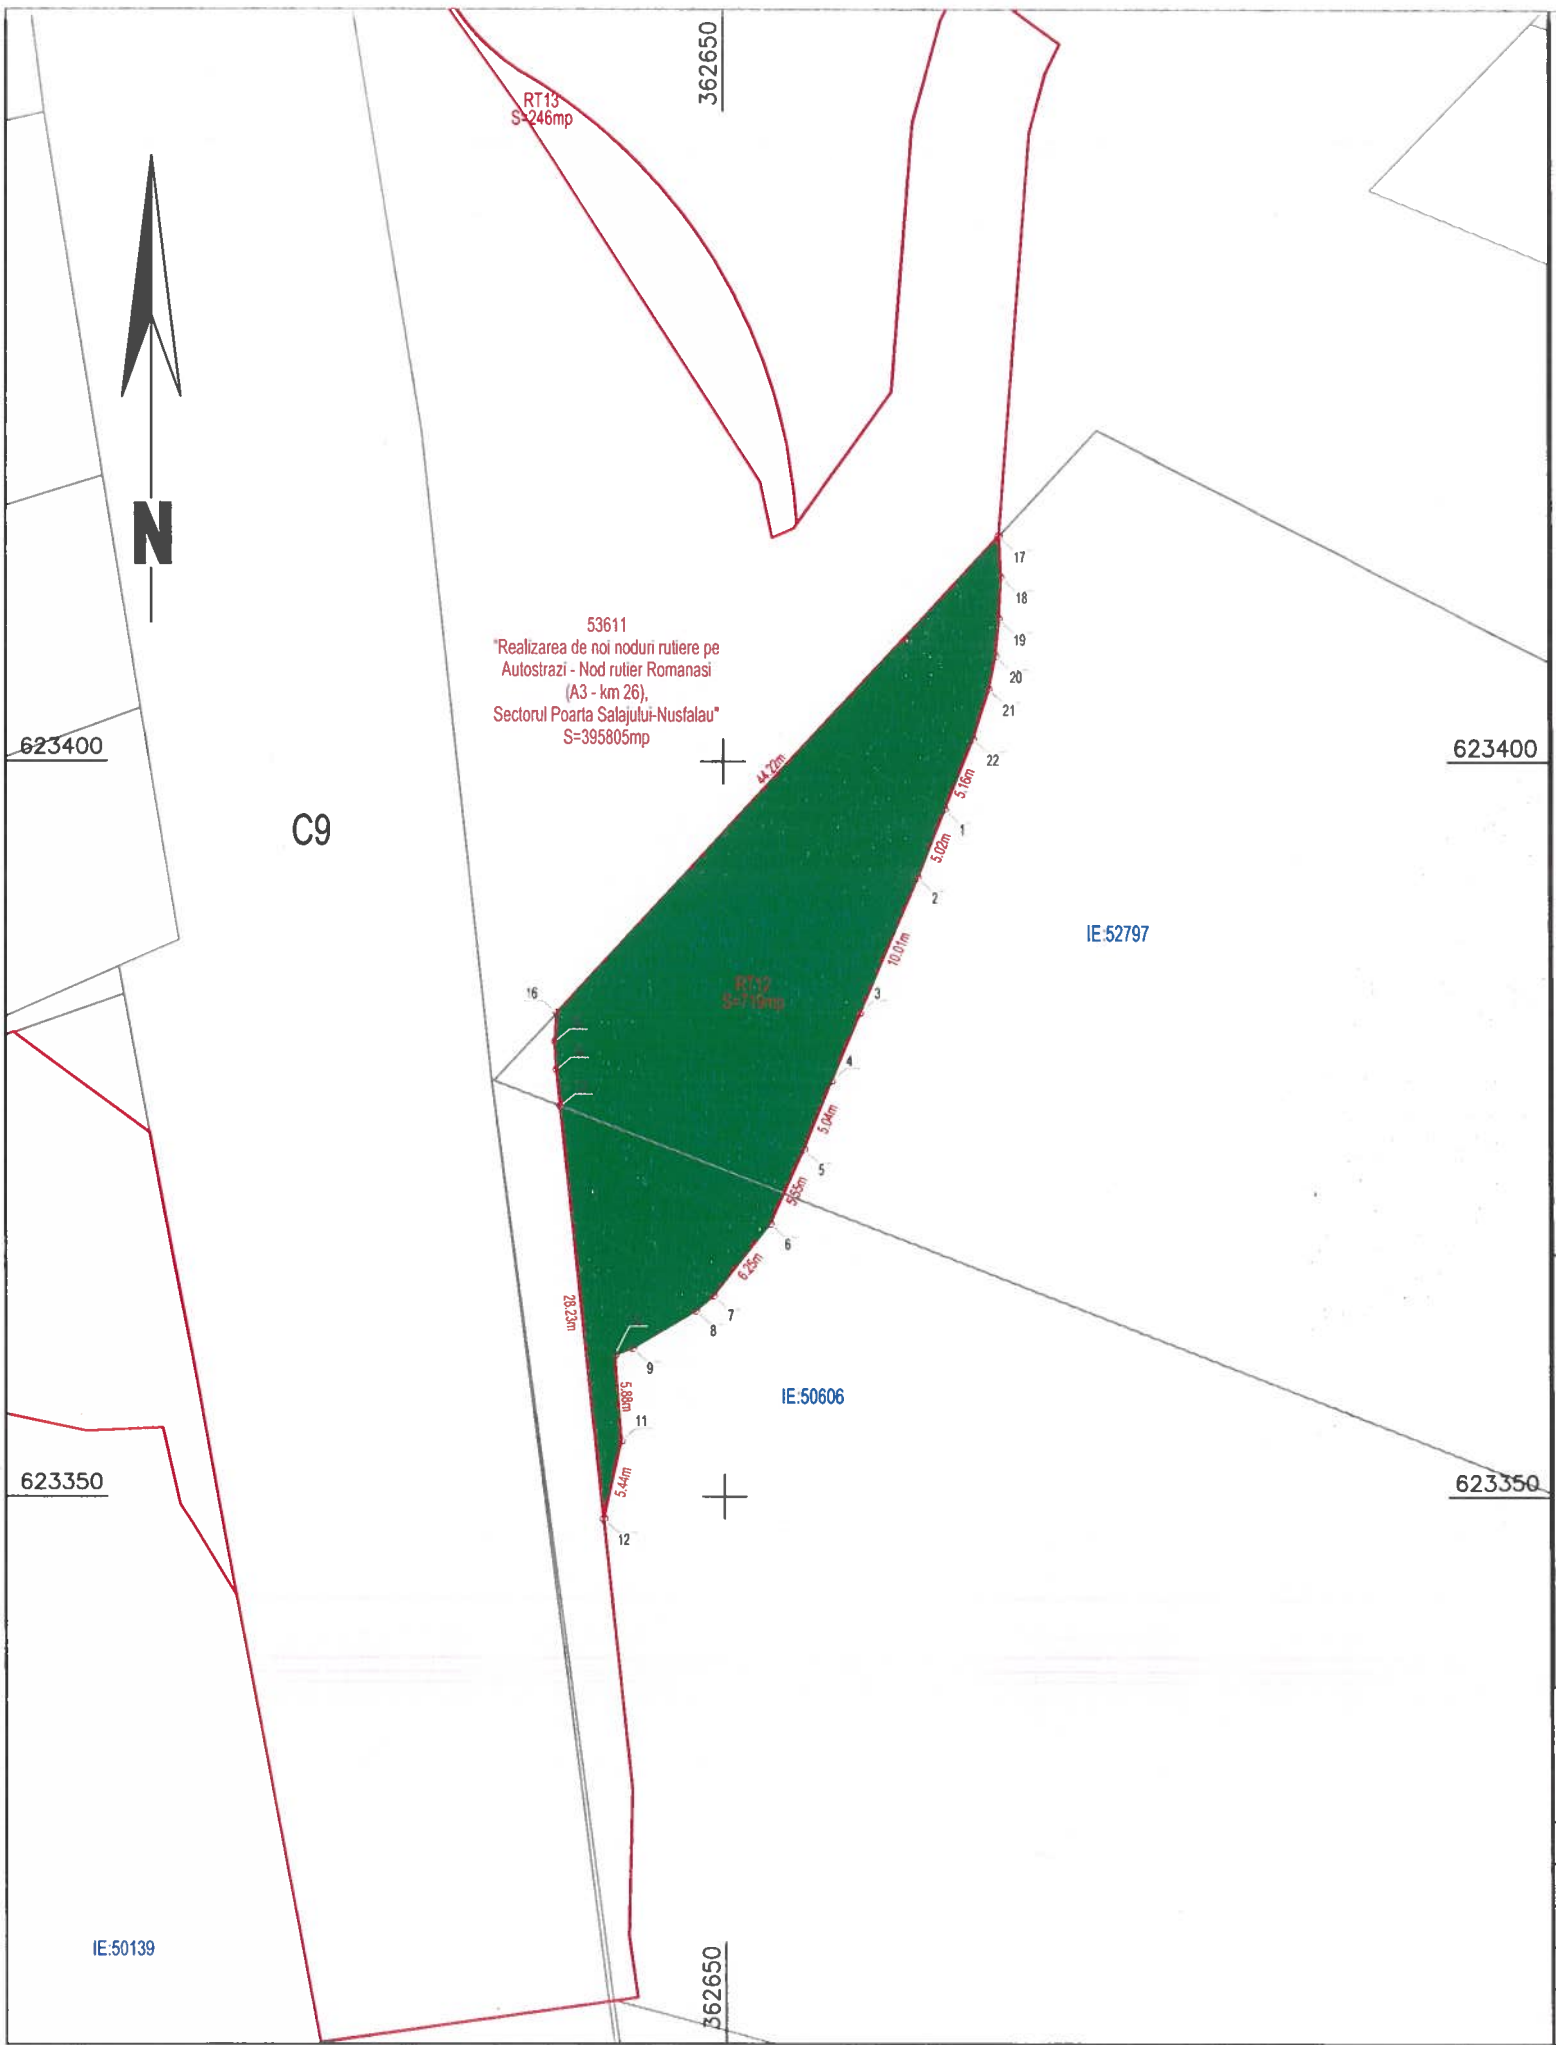 362650
RT13
S=246mp
N
17
18
19
20
21
22
53611
"Realizarea de noi noduri rutiere pe
Autostrazi - Nod rutier Romanasi
(A3 - km 26),
Sectorul Poarta Salajului-Nusfalau"
S=395805mp
623400
623400
44.22m
5.16m
1
C9
5.02m
2
IE:52797
10.01m
RT12
S=719mp
16
3
4
5.04m
5
5.55m
6
6.25m
7
8
28.23m
9
5.88m
IE:50606
11
5.44m
623350
623350
12
IE:50139
362650